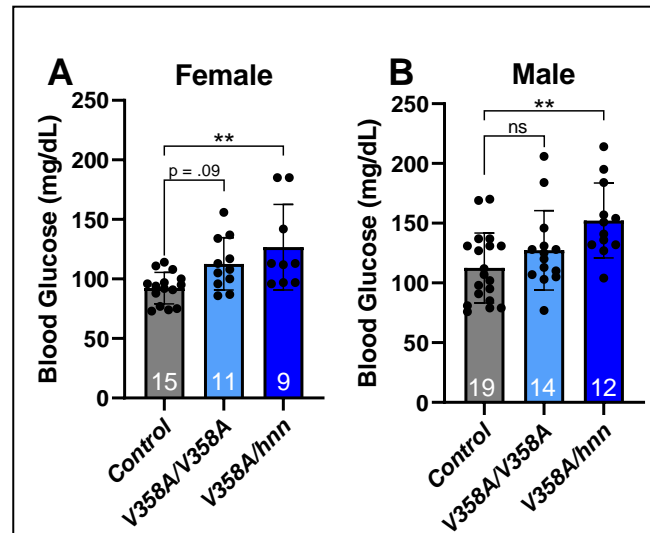 A Female
Blood Glucose (mg/dL)
250
200
150
100
50
0
**
p = .09
15
11
9
Control
V358A/V358A
V358A/hnn
B Male
Blood Glucose (mg/dL)
250
200
150
100
50
0
**
ns
19
14
12
Control
V358A/V358A
V358A/hnn